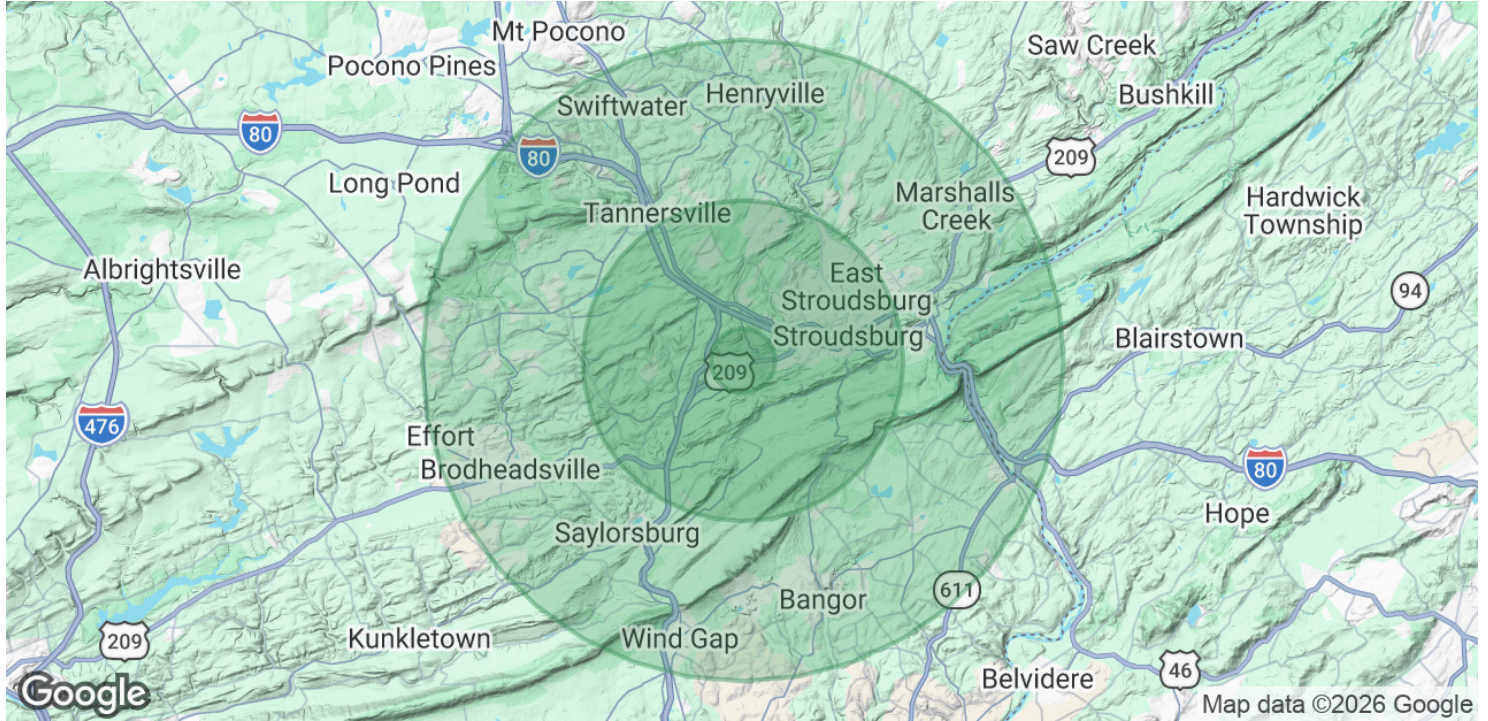 Mt Pocono
Saw Creek
Pocono Pines
Bushkill
Swiftwater
Henryville
80
80
209
Long Pond
Marshalls
Creek
Hardwick
Township
Tannersville
Albrightsville
East
Stroudsburg
94
Stroudsburg
Blairstown
209
476
Effort
Brodheadsville
80
Hope
Saylorsburg
611
Bangor
209
Kunkletown
Wind Gap
Belvidere
46
Google
Map data ©2026 Google